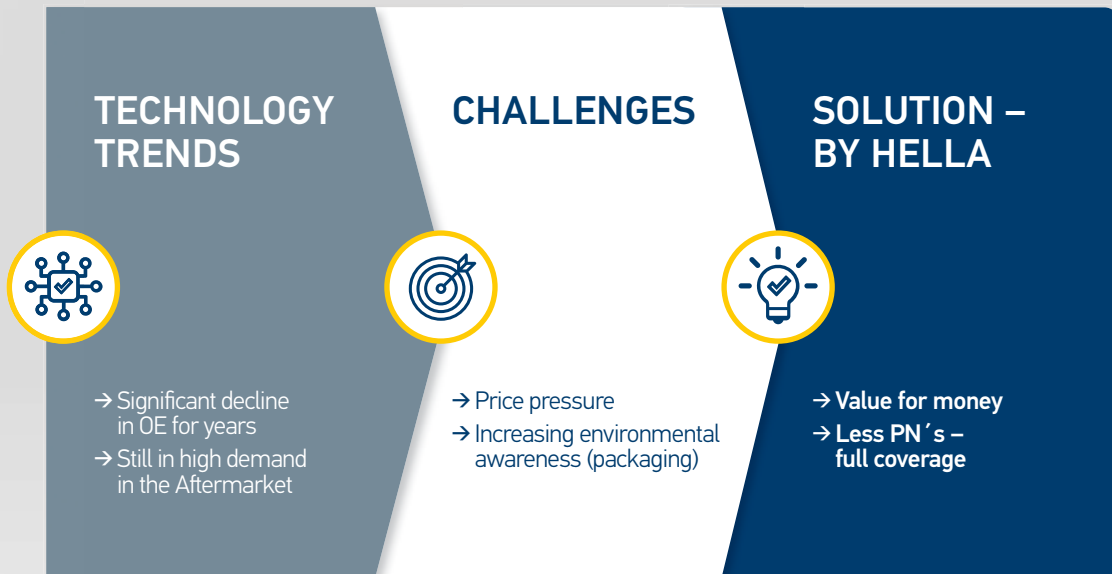 TECHNOLOGY
TRENDS
→ Significant decline
in OE for years
→ Still in high demand
in the Aftermarket
CHALLENGES
→ Price pressure
→ Increasing environmental
awareness (packaging)
SOLUTION –
BY HELLA
→ Value for money
→ Less PN´s –
full coverage